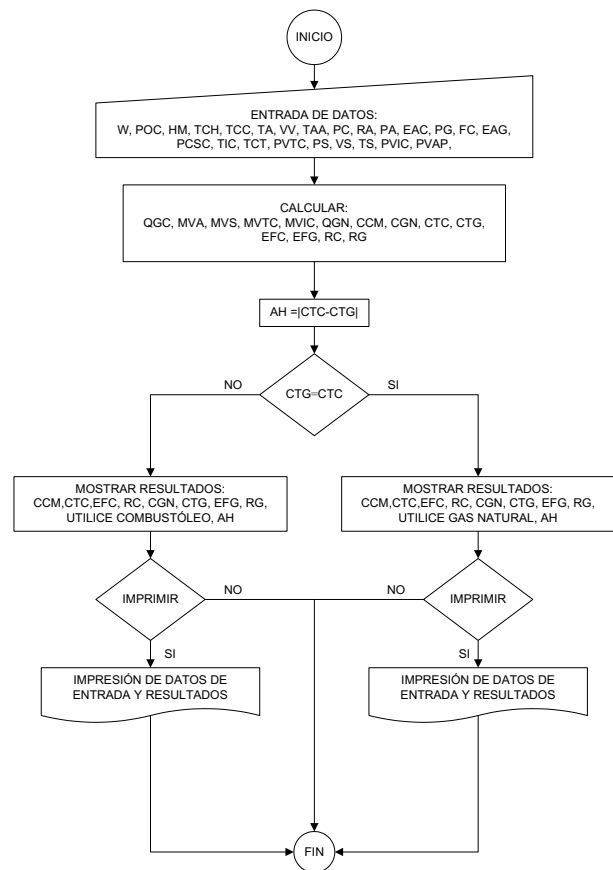 INICIO
ENTRADA DE DATOS:
W, POC, HM, TCH, TCC, TA, VV, TAA, PC, RA, PA, EAC, PG, FC, EAG,
PCSC, TIC, TCT, PVTC, PS, VS, TS, PVIC, PVAP,
CALCULAR:
QGC, MVA, MVS, MVTC, MVIC, QGN, CCM, CGN, CTC, CTG,
EFC, EFG, RC, RG
AH =|CTC-CTG|
NO
CTG=CTC
SI
MOSTRAR RESULTADOS:
CCM,CTC,EFC, RC, CGN, CTG, EFG, RG,
UTILICE COMBUSTÓLEO, AH
MOSTRAR RESULTADOS:
CCM,CTC,EFC, RC, CGN, CTG, EFG, RG,
UTILICE GAS NATURAL, AH
IMPRIMIR
NO
NO
IMPRIMIR
SI
SI
IMPRESIÓN DE DATOS DE
ENTRADA Y RESULTADOS
IMPRESIÓN DE DATOS DE
ENTRADA Y RESULTADOS
FIN